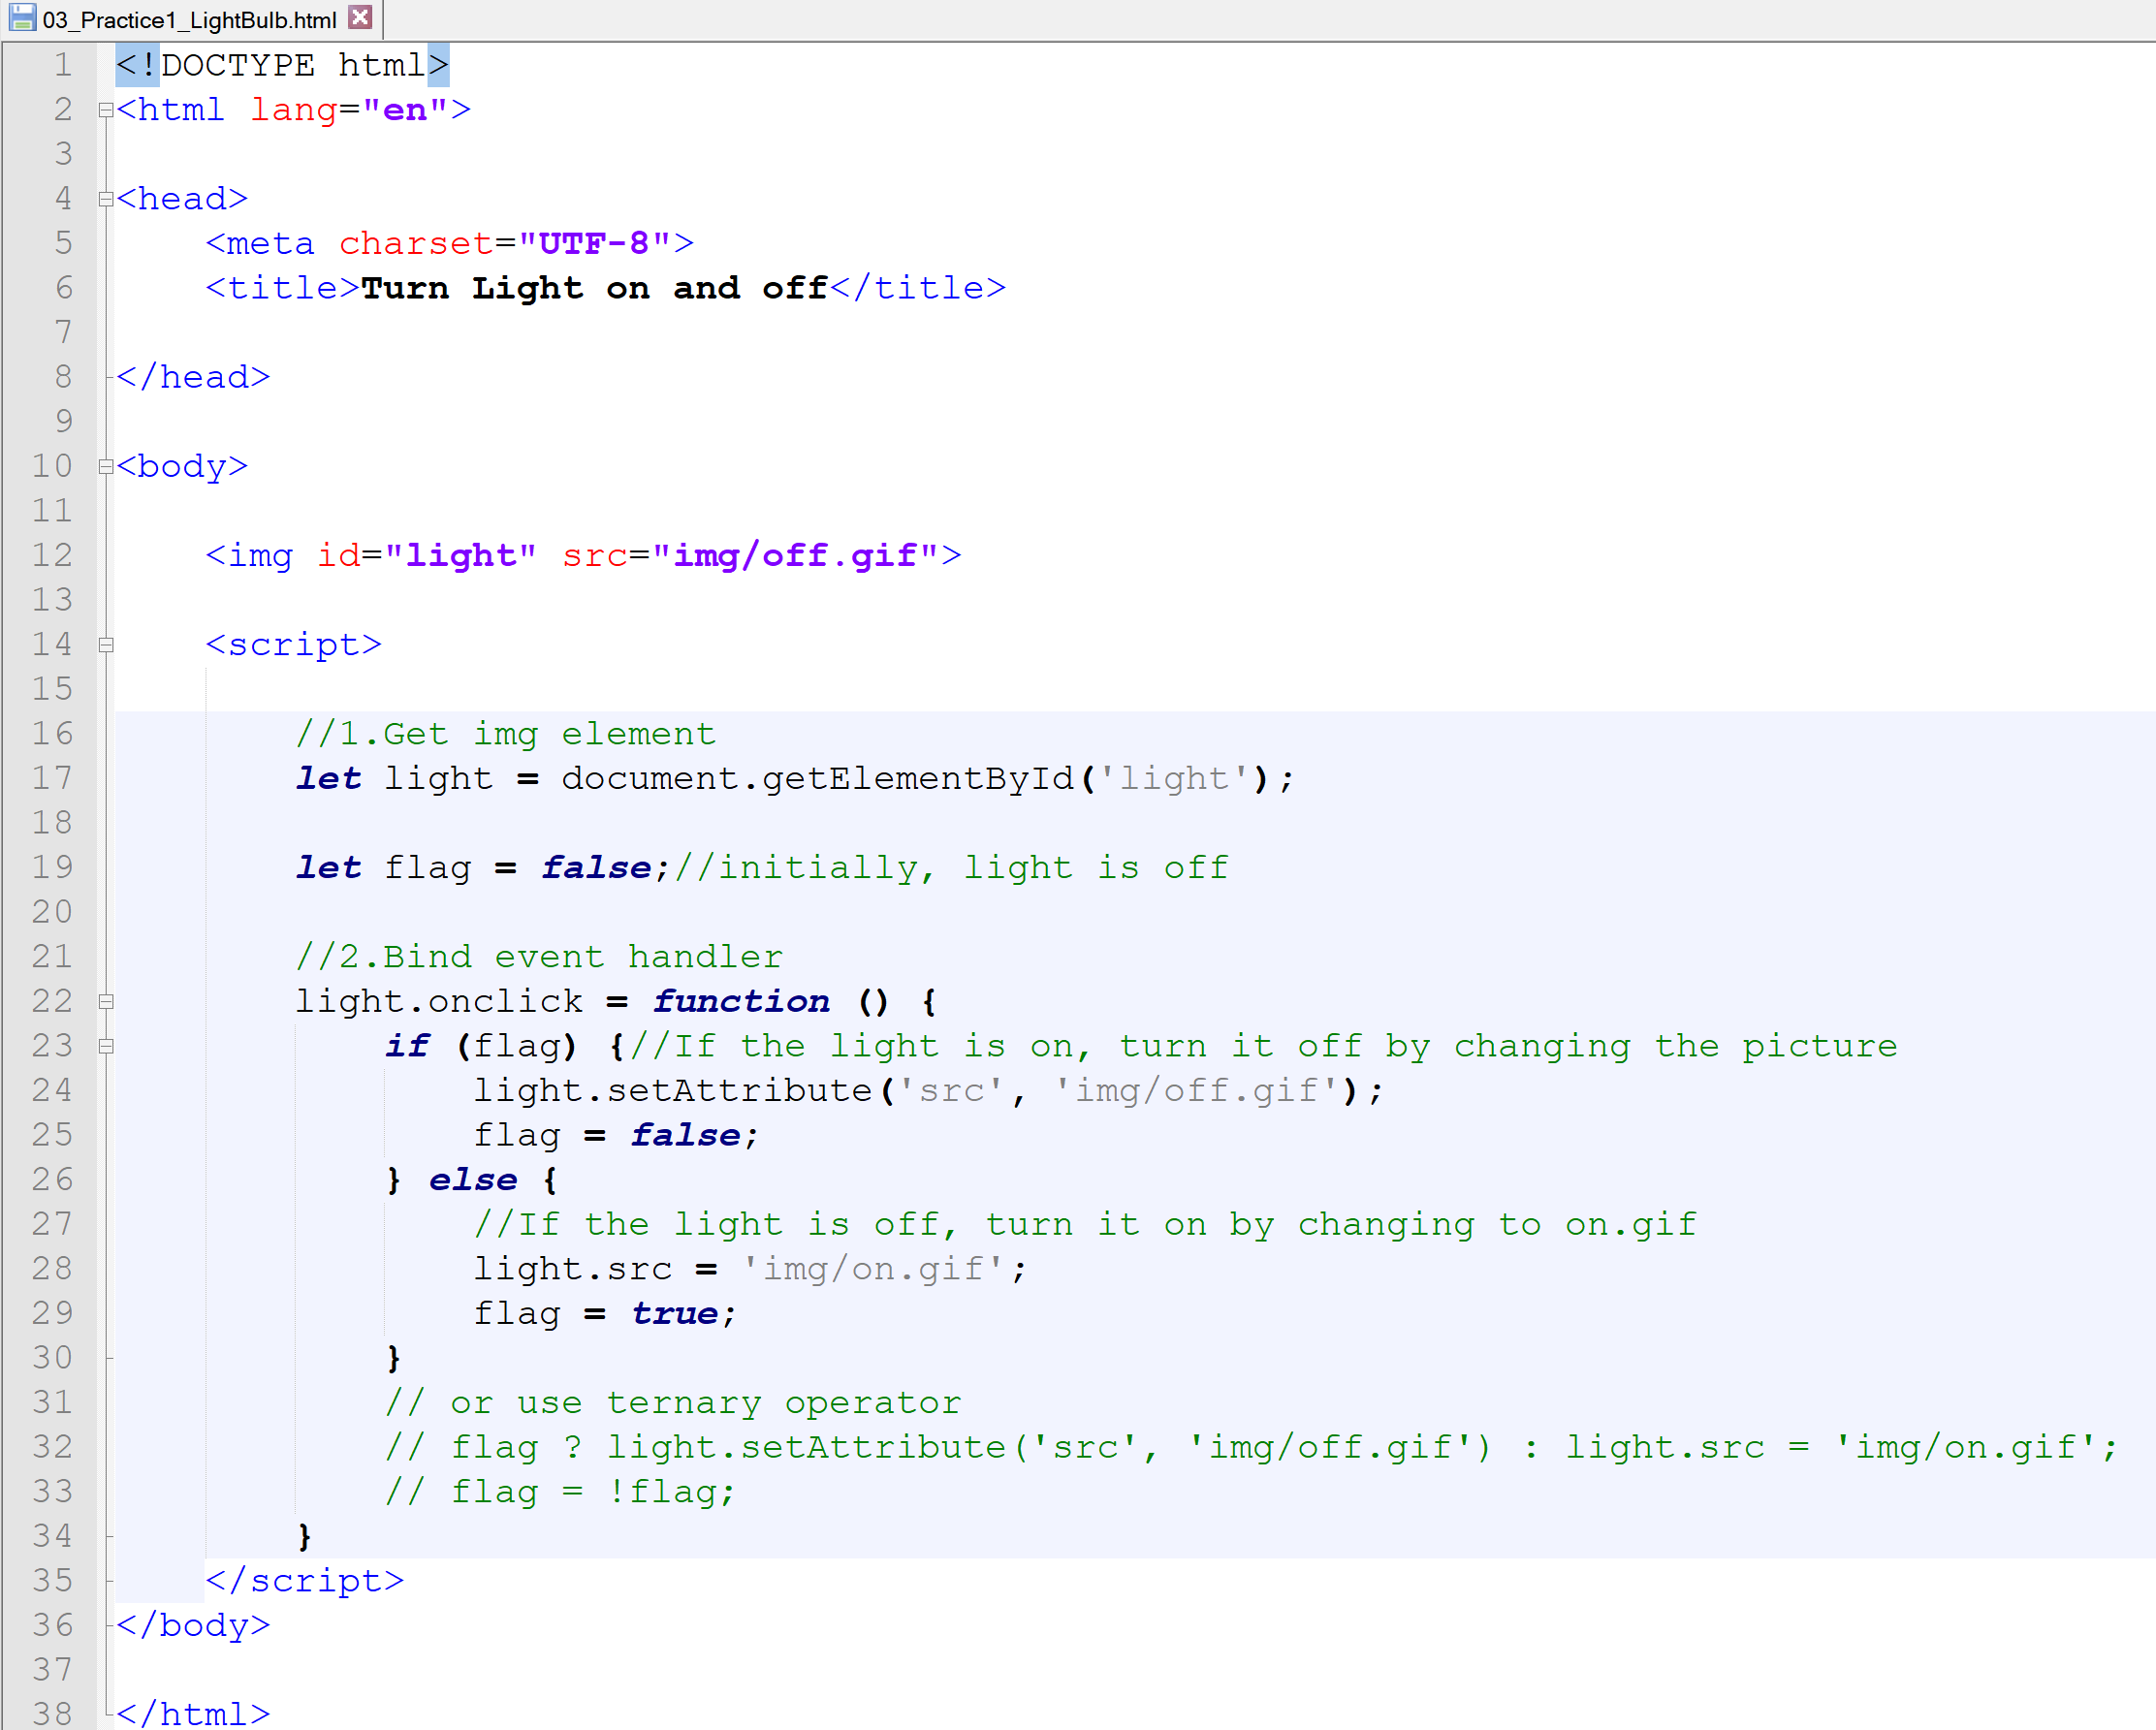 03_Practice1_LightBulb.html
1 <!DOCTYPE html>
2 <html lang="en">
3
4 <head>
5     <meta charset="UTF-8">
6     <title>Turn Light on and off</title>
7
8 </head>
9
10 <body>
11
12     <img id="light" src="img/off.gif">
13
14     <script>
15
16         //1.Get img element
17         let light = document.getElementById('light');
18
19         let flag = false;//initially, light is off
20
21         //2.Bind event handler
22         light.onclick = function () {
23             if (flag) {//If the light is on, turn it off by changing the picture
24                 light.setAttribute('src', 'img/off.gif');
25                 flag = false;
26             } else {
27                 //If the light is off, turn it on by changing to on.gif
28                 light.src = 'img/on.gif';
29                 flag = true;
30             }
31             // or use ternary operator
32             // flag ? light.setAttribute('src', 'img/off.gif') : light.src = 'img/on.gif';
33             // flag = !flag;
34         }
35     </script>
36 </body>
37
38 </html>